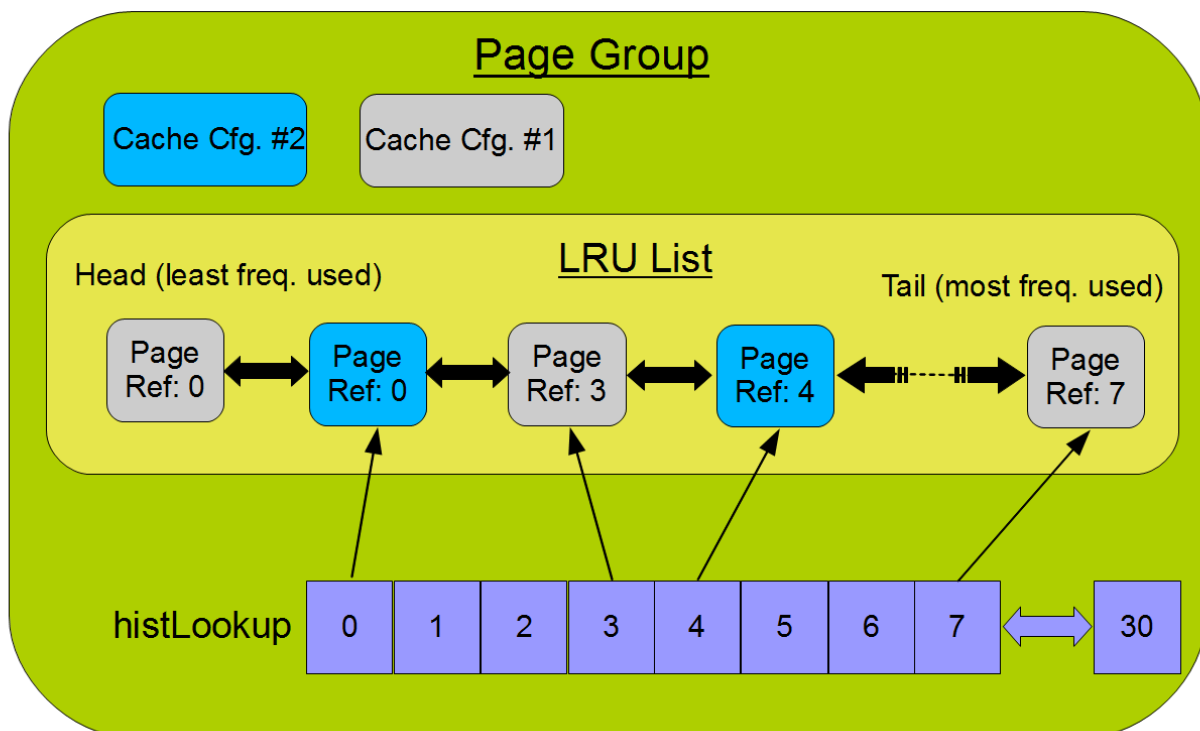 Page Group
Cache Cfg. #2
Cache Cfg. #1
LRU List
Head (least freq. used)
Tail (most freq. used)
Page
Ref: 0
Page
Ref: 0
Page
Ref: 3
Page
Ref: 4
Page
Ref: 7
histLookup 0 1 2 3 4 5 6 7 30